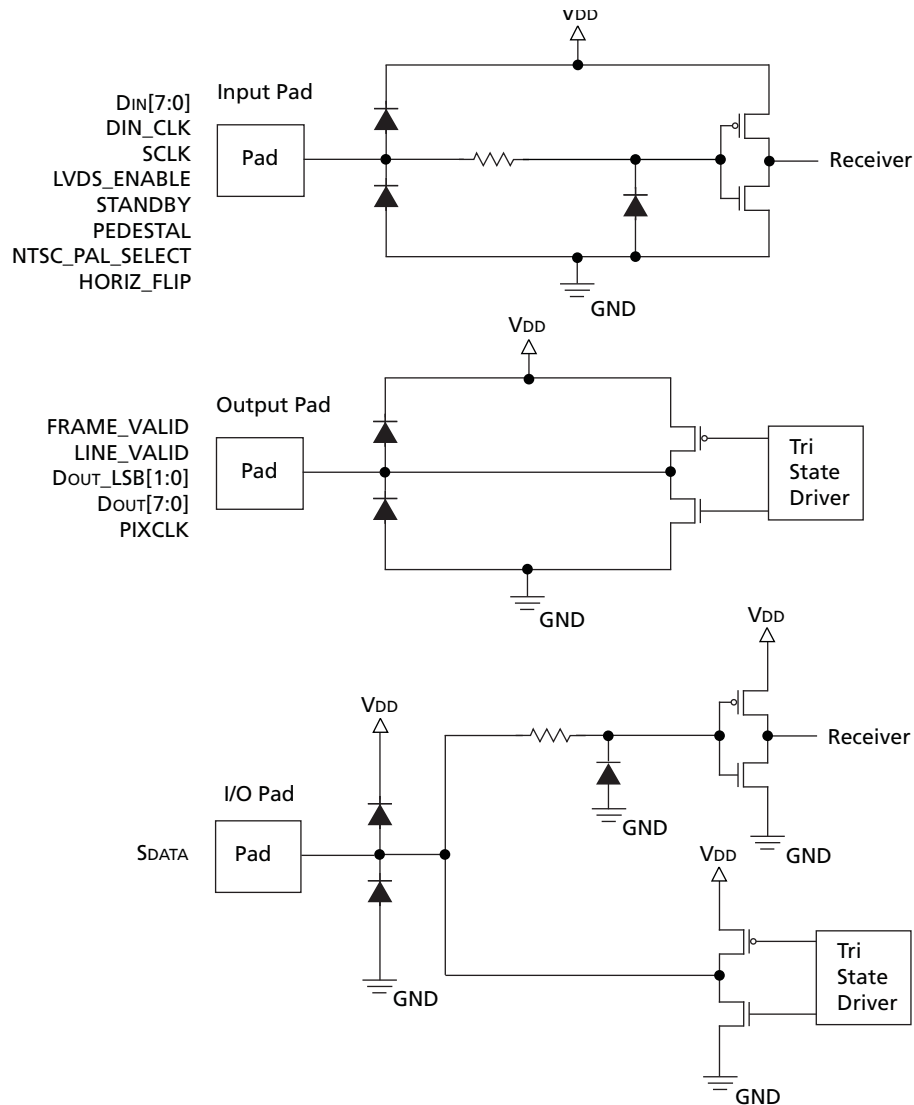 VDD
Input Pad
DIN[7:0]
DIN_CLK
SCLK
LVDS_ENABLE
STANDBY
PEDESTAL
NTSC_PAL_SELECT
HORIZ_FLIP
Pad
Receiver
GND
VDD
Output Pad
FRAME_VALID
LINE_VALID
DOUT_LSB[1:0]
DOUT[7:0]
PIXCLK
Pad
Tri
State
Driver
GND
VDD
VDD
Receiver
I/O Pad
GND
SDATA
Pad
VDD
GND
GND
Tri
State
Driver
GND